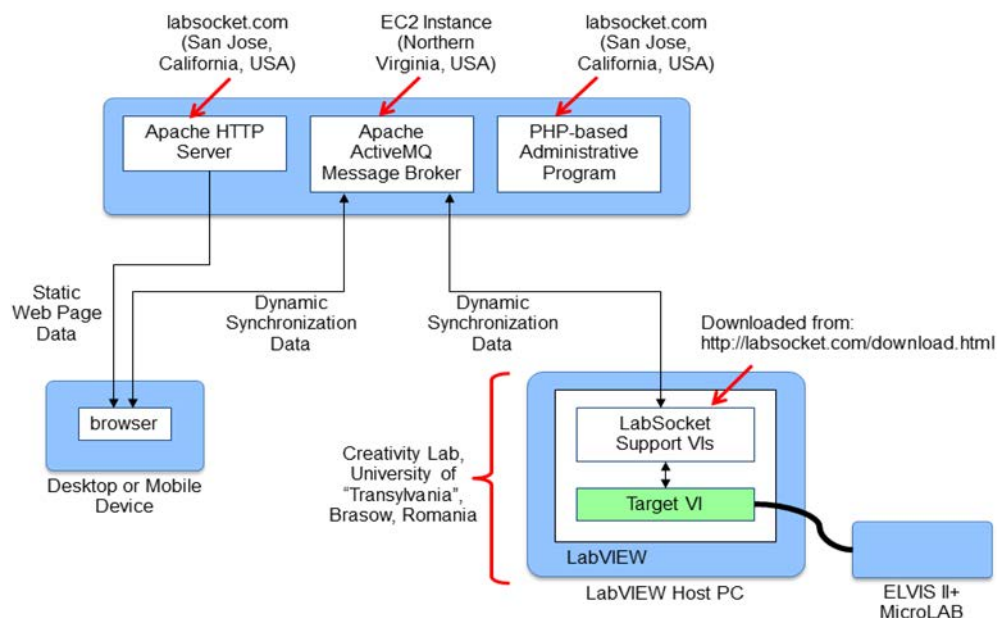 labsocket.com
(San Jose,
California, USA)
EC2 Instance
(Northern
Virginia, USA)
labsocket.com
(San Jose,
California, USA)
Apache HTTP
Server
Apache
ActiveMQ
Message Broker
PHP-based
Administrative
Program
Static
Web Page
Data
Dynamic
Synchronization
Data
Dynamic
Synchronization
Data
Downloaded from:
http://labsocket.com/download.html
browser
Desktop or Mobile
Device
Creativity Lab,
University of
“Transylvania”,
Brasow, Romania
LabSocket
Support VIs
Target VI
LabVIEW
LabVIEW Host PC
ELVIS II+
MicroLAB